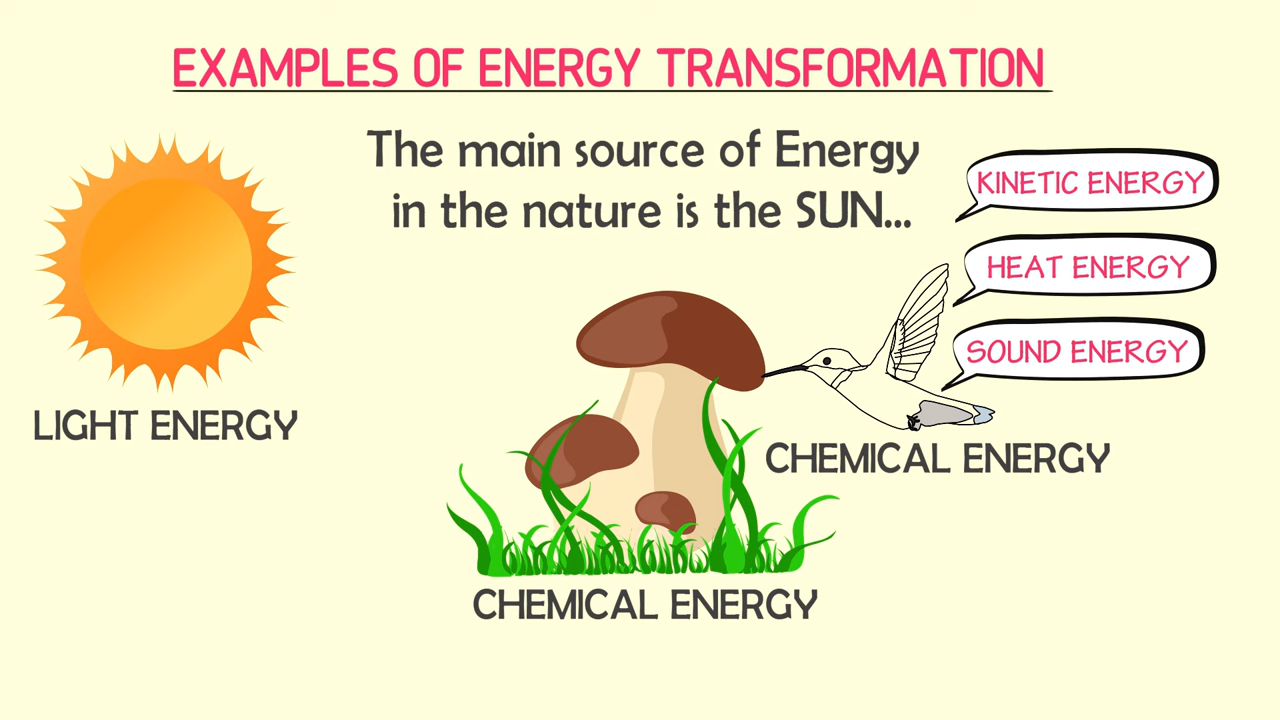 EXAMPLES OF ENERGY TRANSFORMATION
The main source of Energy
in the nature is the SUN...
KINETIC ENERGY
HEAT ENERGY
SOUND ENERGY
LIGHT ENERGY
CHEMICAL ENERGY
CHEMICAL ENERGY